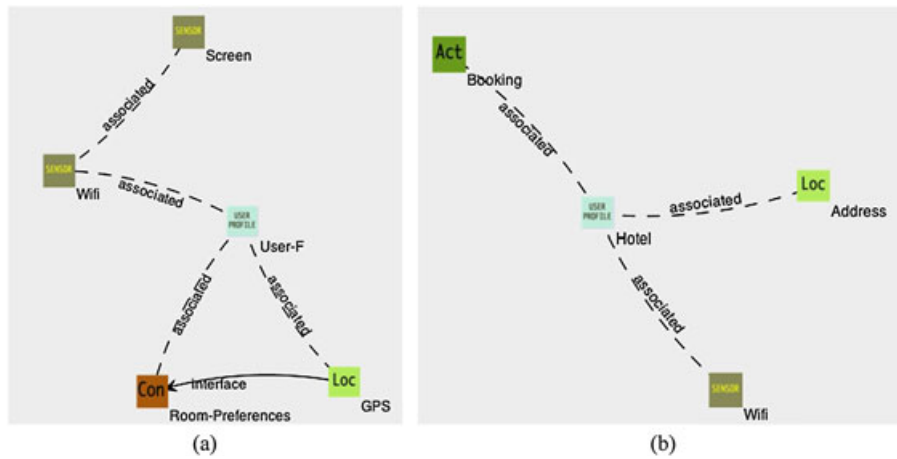 SENSOR
Screen
associated
SENSOR
Wifi
associated
USER
PROFILE
User-F
associated
associated
Con
interface
Loc
Room-Preferences
GPS
(a)
Act
Booking
associated
Loc
Address
associated
USER
PROFILE
Hotel
associated
SENSOR
Wifi
(b)